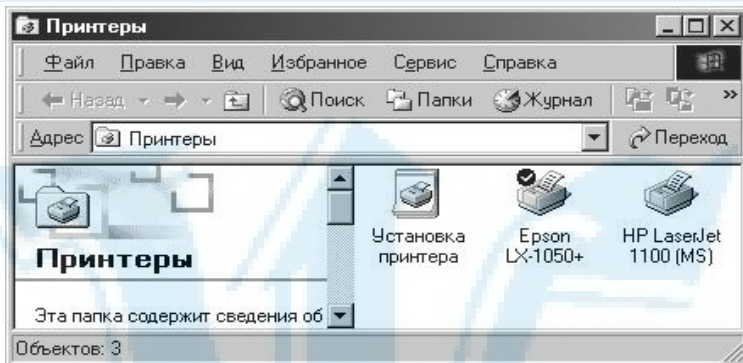 Принтеры
Файл Правка Вид Избранное Сервис Справка
Назад Поиск Папки Журнал »
Адрес Принтеры Переход
Принтеры
Эта папка содержит сведения об
Установка
принтера
Epson
LX-1050+
HP LaserJet
1100 (MS)
Объектов: 3